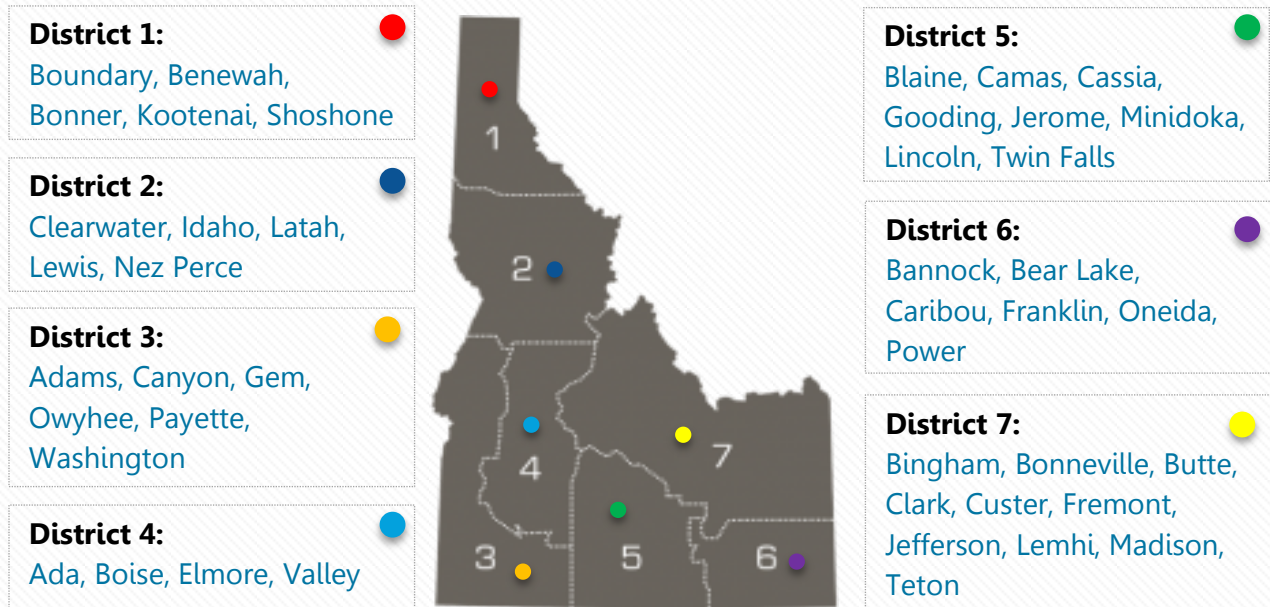 District 1:
Boundary, Benewah,
Bonner, Kootenai, Shoshone
District 2:
Clearwater, Idaho, Latah,
Lewis, Nez Perce
District 3:
Adams, Canyon, Gem,
Owyhee, Payette,
Washington
District 4:
Ada, Boise, Elmore, Valley
1
2
4
7
3
5
6
District 5:
Blaine, Camas, Cassia,
Gooding, Jerome, Minidoka,
Lincoln, Twin Falls
District 6:
Bannock, Bear Lake,
Caribou, Franklin, Oneida,
Power
District 7:
Bingham, Bonneville, Butte,
Clark, Custer, Fremont,
Jefferson, Lemhi, Madison,
Teton